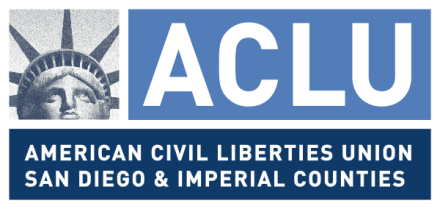 ACLU
AMERICAN CIVIL LIBERTIES UNION
SAN DIEGO & IMPERIAL COUNTIES